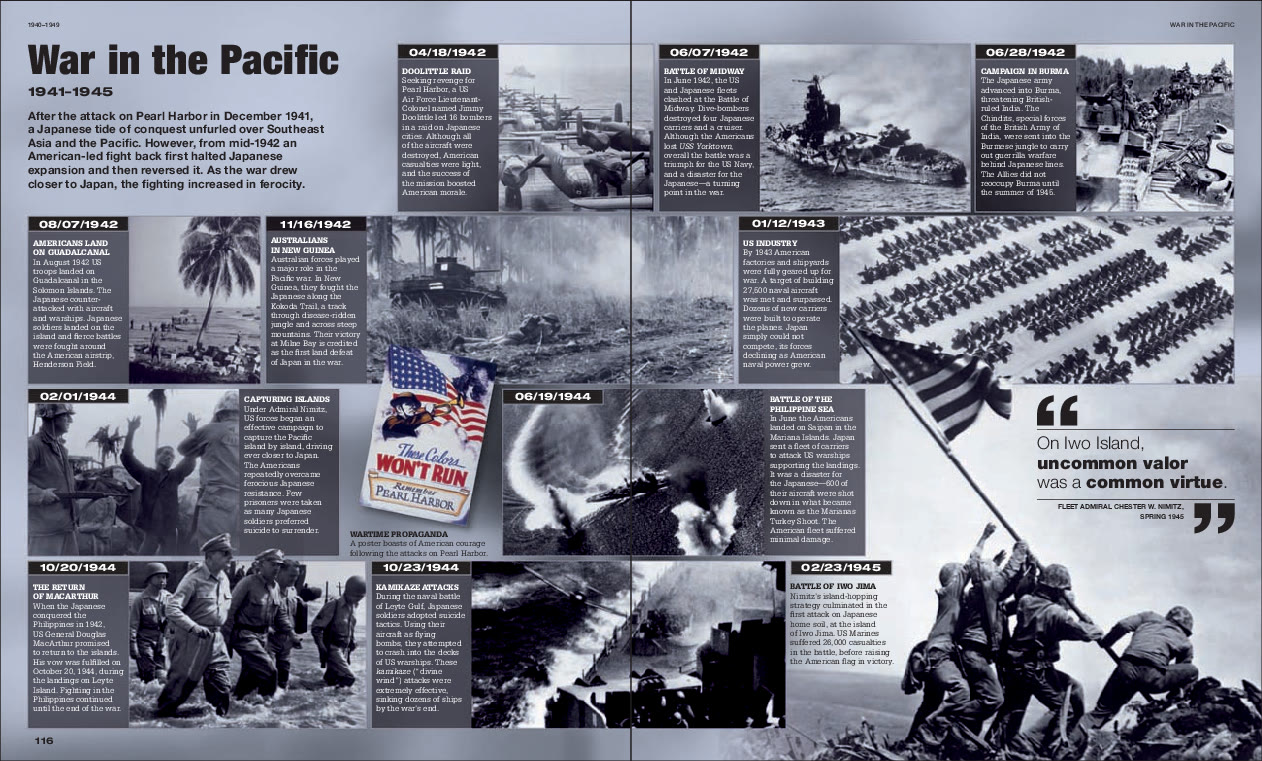 1940–1949
WAR IN THE PACIFIC
War in the Pacific
1941–1945
After the attack on Pearl Harbor in December 1941,
a Japanese tide of conquest unfurled over Southeast
Asia and the Pacific. However, from mid-1942 an
American-led fight back first halted Japanese
expansion and then reversed it. As the war drew
closer to Japan, the fighting increased in ferocity.
04/18/1942
DOOLITTLE RAID
Seeking revenge for
Pearl Harbor, a US
Air Force Lieutenant-
Colonel named Jimmy
Doolittle led 16 bombers
in a raid on Japanese
cities. Although all
of the aircraft were
destroyed, American
casualties were light,
and the success of
the mission boosted
American morale.
06/07/1942
BATTLE OF MIDWAY
In June 1942, the US
and Japanese fleets
clashed at the Battle of
Midway. Dive-bombers
destroyed four Japanese
carriers and a cruiser.
Although the Americans
lost USS Yorktown,
overall the battle was a
triumph for the US Navy,
and a disaster for the
Japanese—a turning
point in the war.
06/28/1942
CAMPAIGN IN BURMA
The Japanese army
advanced into Burma,
threatening British-
ruled India. The
Chindits, special forces
of the British Army of
India, were sent into the
Burmese jungle to carry
out guerrilla warfare
behind Japanese lines.
The Allies did not
reoccupy Burma until
the summer of 1945.
08/07/1942
AMERICANS LAND
ON GUADALCANAL
In August 1942 US
troops landed on
Guadalcanal in the
Solomon Islands. The
Japanese counter-
attacked with aircraft
and warships. Japanese
soldiers landed on the
island and fierce battles
were fought around
the American airstrip,
Henderson Field.
11/16/1942
AUSTRALIANS
IN NEW GUINEA
Australian forces played
a major role in the
Pacific war. In New
Guinea, they fought the
Japanese along the
Kokoda Trail, a track
through disease-ridden
jungle and across steep
mountains. Their victory
at Milne Bay is credited
as the first land defeat
of Japan in the war.
01/12/1943
US INDUSTRY
By 1943 American
factories and shipyards
were fully geared up for
war. A target of building
27,500 naval aircraft
was met and surpassed.
Dozens of new carriers
were built to operate
the planes. Japan
simply could not
compete, its forces
declining as American
naval power grew.
02/01/1944
CAPTURING ISLANDS
Under Admiral Nimitz,
US forces began an
effective campaign to
capture the Pacific
island by island, driving
ever closer to Japan.
The Americans
repeatedly overcame
ferocious Japanese
resistance. Few
prisoners were taken
as many Japanese
soldiers preferred
suicide to surrender.
These Colors
WON'T RUN
Remember
PEARL HARBOR
WARTIME PROPAGANDA
A poster boasts of American courage
following the attacks on Pearl Harbor.
06/19/1944
BATTLE OF THE
PHILIPPINE SEA
In June the Americans
landed on Saipan in the
Mariana Islands. Japan
sent a fleet of carriers
to attack US warships
supporting the landings.
It was a disaster for
the Japanese—600 of
their aircraft were shot
down in what became
known as the Marianas
Turkey Shoot. The
American fleet suffered
minimal damage.
“
On Iwo Island,
uncommon valor
was a common virtue.
FLEET ADMIRAL CHESTER W. NIMITZ,
SPRING 1945
”
10/20/1944
THE RETURN
OF MACARTHUR
When the Japanese
conquered the
Philippines in 1942,
US General Douglas
MacArthur promised
to return to the islands.
His vow was fulfilled on
October 20, 1944, during
the landings on Leyte
Island. Fighting in the
Philippines continued
until the end of the war.
10/23/1944
KAMIKAZE ATTACKS
During the naval battle
of Leyte Gulf, Japanese
soldiers adopted suicide
tactics. Using their
aircraft as flying
bombs, they attempted
to crash into the decks
of US warships. These
kamikaze (“divine
wind”) attacks were
extremely effective,
sinking dozens of ships
by the war's end.
02/23/1945
BATTLE OF IWO JIMA
Nimitz's island-hopping
strategy culminated in the
first attack on Japanese
home soil, at the island
of Iwo Jima. US Marines
suffered 26,000 casualties
in the battle, before raising
the American flag in victory.
116